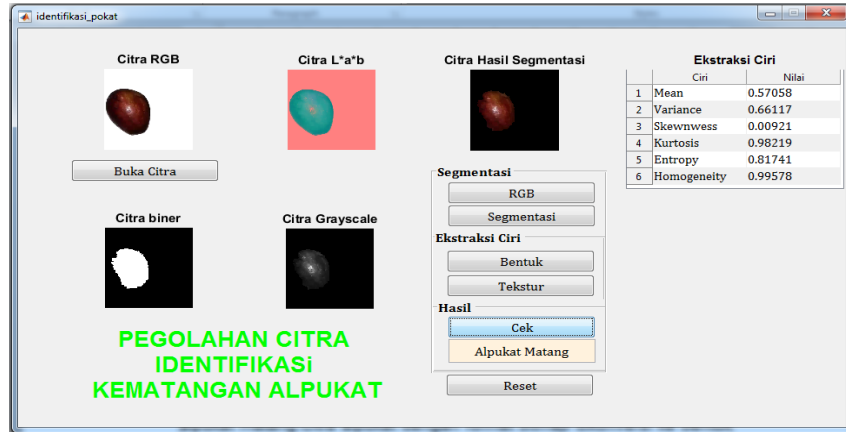 identifikasi_pokat
Citra RGB
Citra L*a*b
Citra Hasil Segmentasi
Ekstraksi Ciri
Ciri Nilai
1 Mean 0.57058
2 Variance 0.66117
3 Skewnwess 0.00921
4 Kurtosis 0.98219
5 Entropy 0.81741
6 Homogeneity 0.99578
Buka Citra
Segmentasi
RGB
Segmentasi
Citra biner
Citra Grayscale
Ekstraksi Ciri
Bentuk
Tekstur
Hasil
Cek
Alpukat Matang
Reset
PEGOLAHAN CITRA
IDENTIFIKASi
KEMATANGAN ALPUKAT